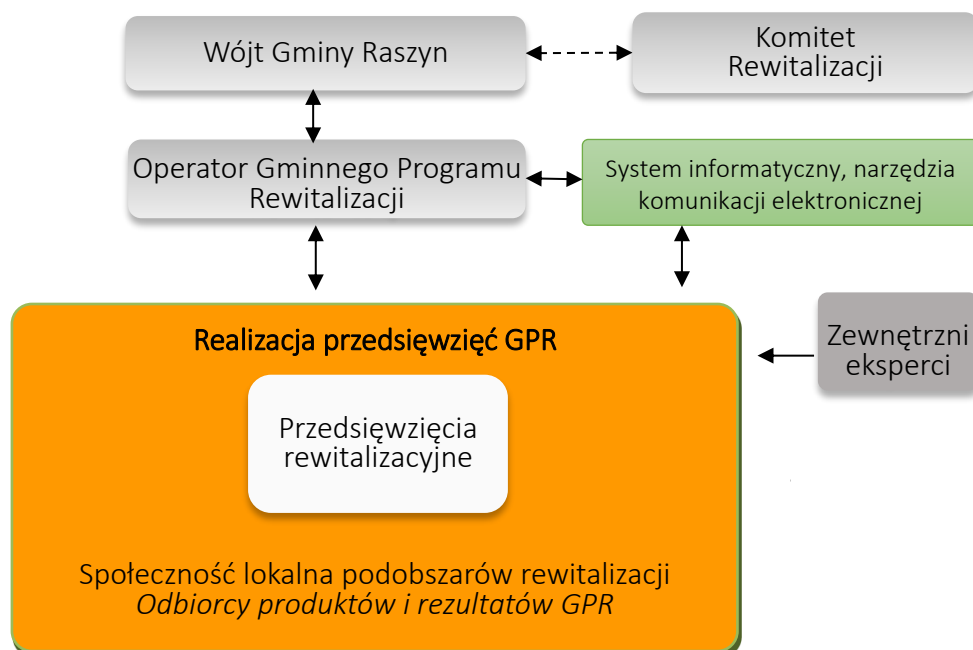 Wójt Gminy Raszyn
Komitet
Rewitalizacji
Operator Gminnego Programu
Rewitalizacji
System informatyczny, narzędzia
komunikacji elektronicznej
Realizacja przedsięwzięć GPR
Zewnętrzni
eksperci
Przedsięwzięcia
rewitalizacyjne
Społeczność lokalna podobszarów rewitalizacji
Odbiorcy produktów i rezultatów GPR